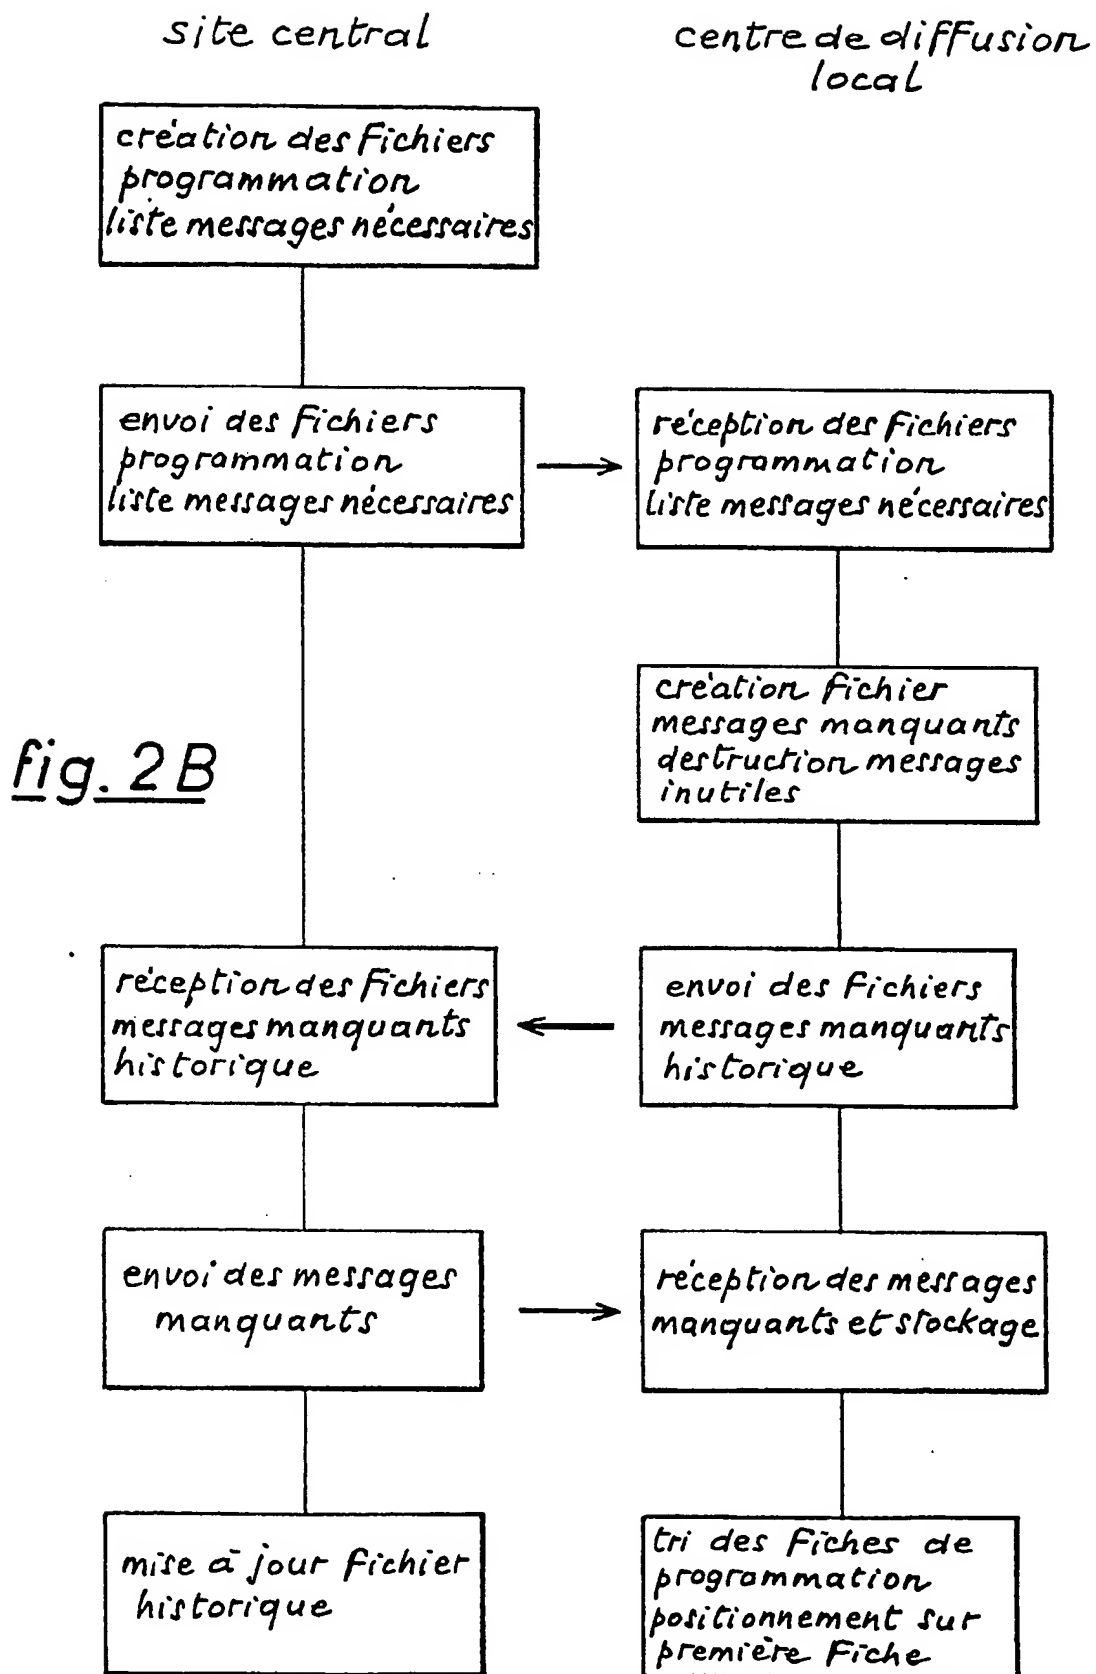 site central
centre de diffusion
local
création des fichiers
programmation
liste messages nécessaires
envoi des fichiers
programmation
liste messages nécessaires
réception des fichiers
programmation
liste messages nécessaires
création fichier
messages manquants
destruction messages
inutiles
fig. 2B
réception des fichiers
messages manquants
historique
envoi des fichiers
messages manquants
historique
envoi des messages
manquants
réception des messages
manquants et stockage
mise à jour fichier
historique
tri des fiches de
programmation
positionnement sur
première fiche